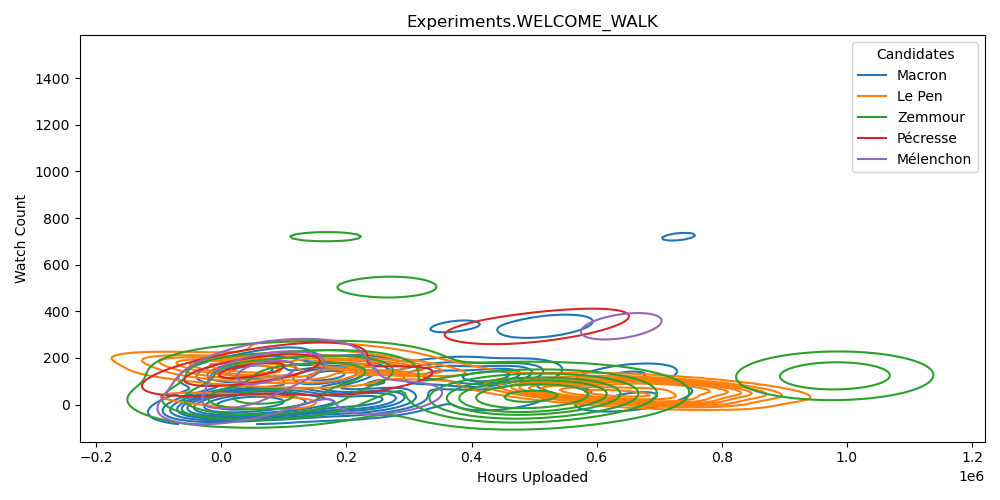 Experiments.WELCOME_WALK
Candidates
Macron
Le Pen
Zemmour
Pécresse
Mélenchon
Watch Count
1400
1200
1000
800
600
400
200
0
−0.2 0.0 0.2 0.4 0.6 0.8 1.0 1.2
1e6
Hours Uploaded